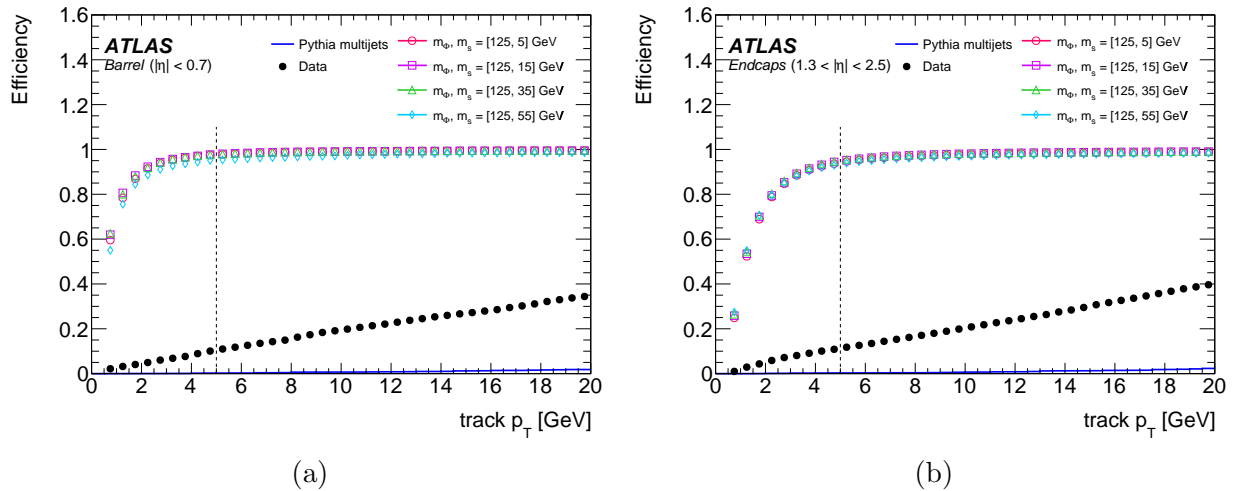 Efficiency
1.6
1.4
1.2
1
0.8
0.6
0.4
0.2
0
ATLAS
Barrel (|η| < 0.7)
Pythia multijets
Data
m_Φ, m_s = [125, 5] GeV
m_Φ, m_s = [125, 15] GeV
m_Φ, m_s = [125, 35] GeV
m_Φ, m_s = [125, 55] GeV
0 2 4 6 8 10 12 14 16 18 20
track p_T [GeV]
(a)
Efficiency
1.6
1.4
1.2
1
0.8
0.6
0.4
0.2
0
ATLAS
Endcaps (1.3 < |η| < 2.5)
Pythia multijets
Data
m_Φ, m_s = [125, 5] GeV
m_Φ, m_s = [125, 15] GeV
m_Φ, m_s = [125, 35] GeV
m_Φ, m_s = [125, 55] GeV
0 2 4 6 8 10 12 14 16 18 20
track p_T [GeV]
(b)